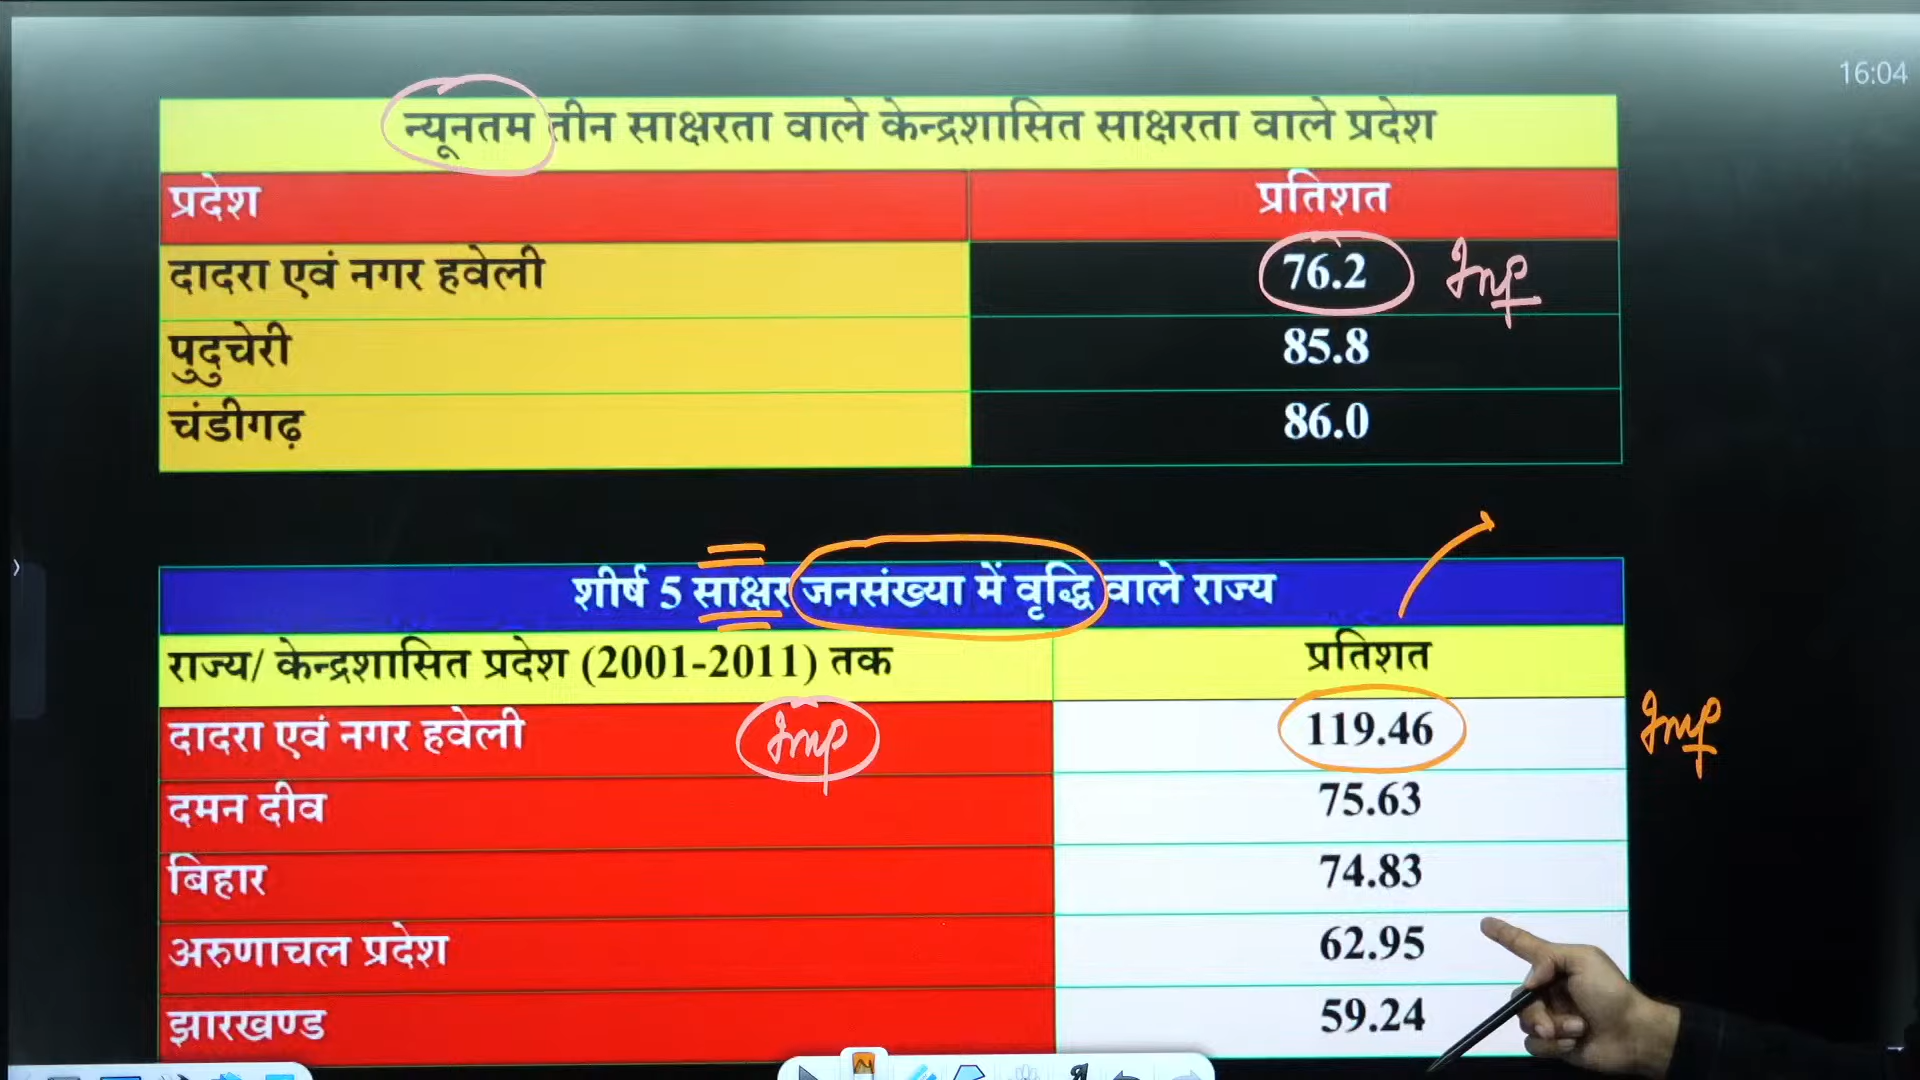 16:04
न्यूनतम तीन साक्षरता वाले केन्द्रशासित साक्षरता वाले प्रदेश
प्रदेश प्रतिशत
दादरा एवं नगर हवेली 76.2 Imp
पुदुचेरी 85.8
चंडीगढ़ 86.0
शीर्ष 5 साक्षर जनसंख्या में वृद्धि वाले राज्य
राज्य/ केन्द्रशासित प्रदेश (2001-2011) तक प्रतिशत
दादरा एवं नगर हवेली Imp 119.46 Imp
दमन दीव 75.63
बिहार 74.83
अरुणाचल प्रदेश 62.95
झारखण्ड 59.24